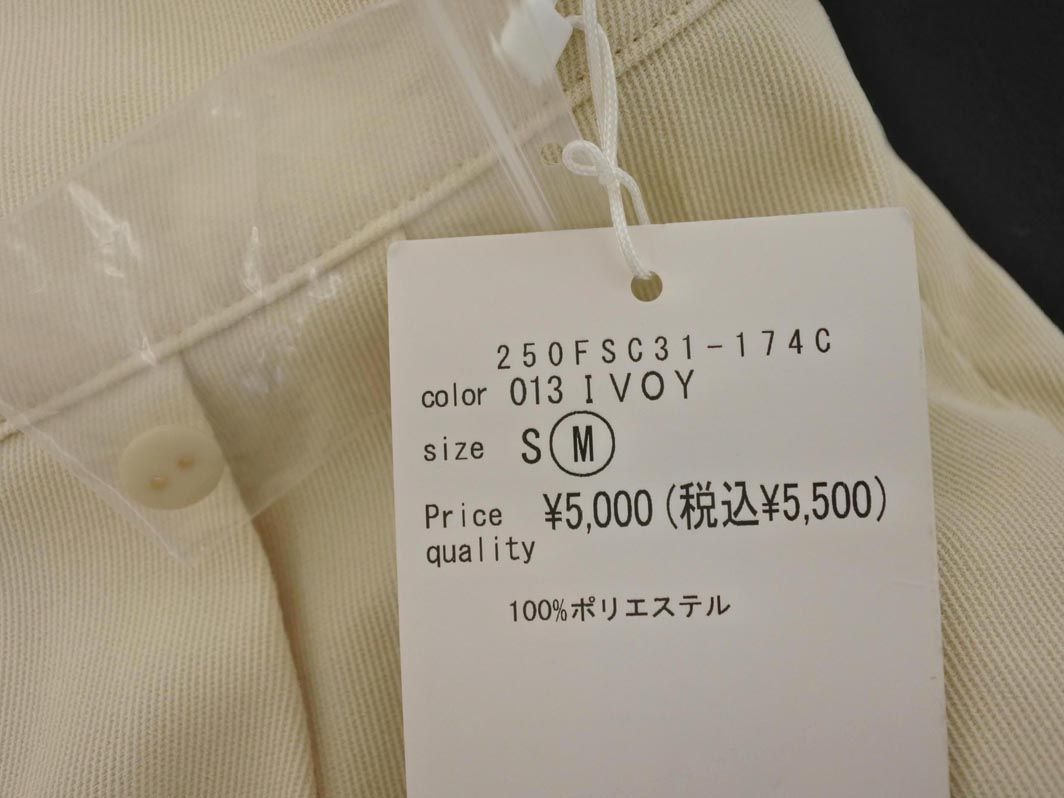 250FSC31-174C
color 013 IVOY
size S M
Price ¥5,000(税込¥5,500)
quality
100%ポリエステル